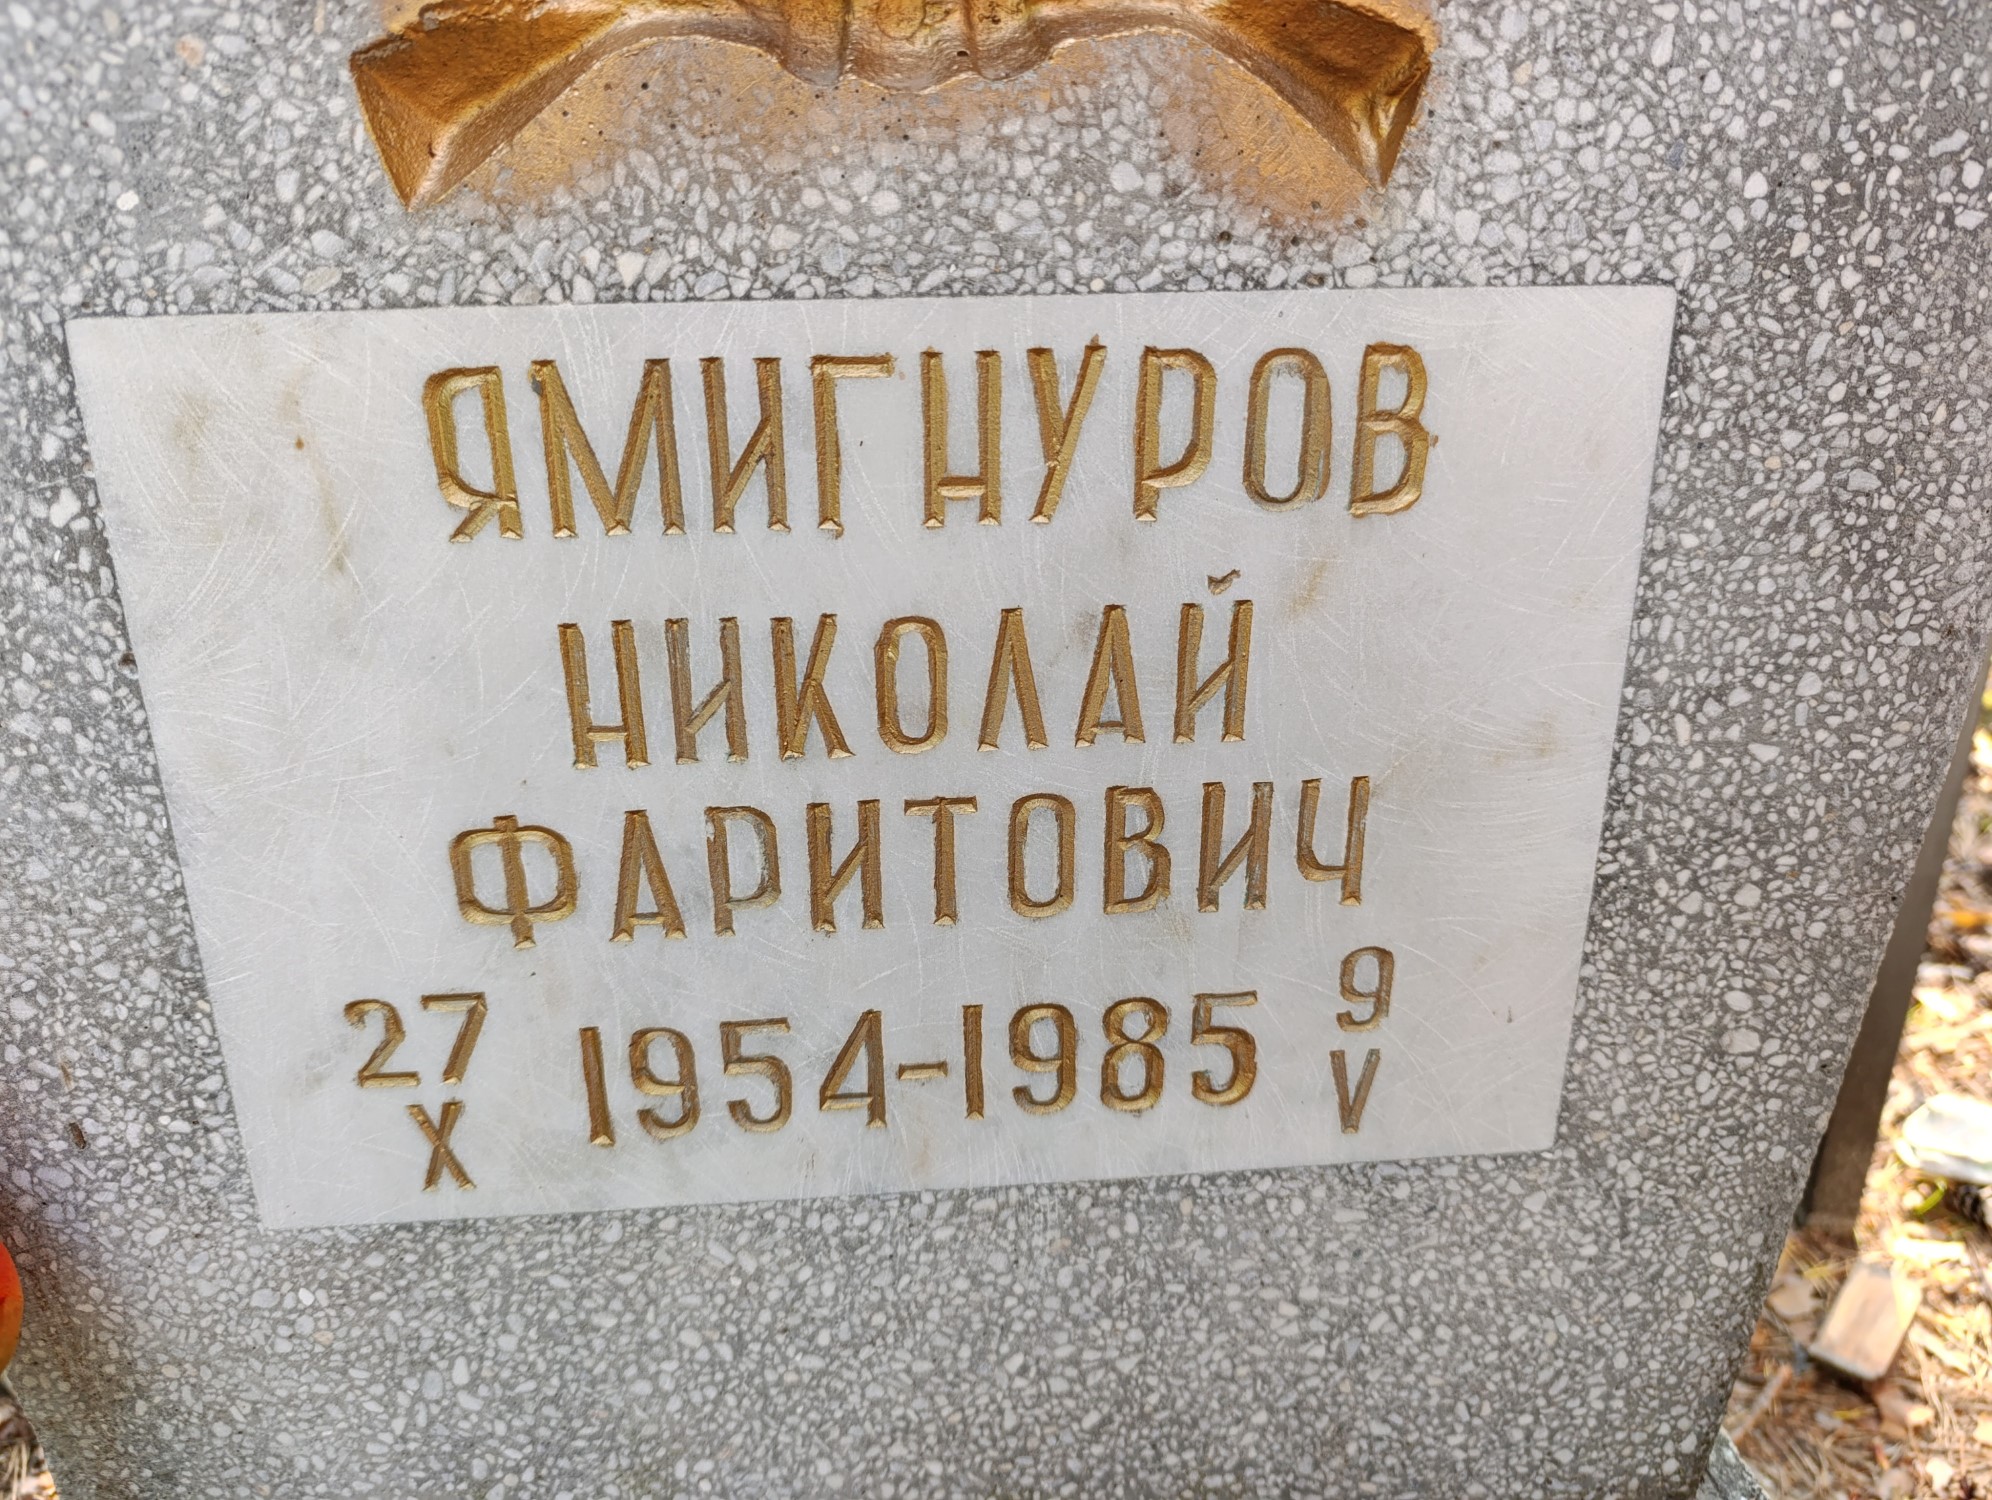 ЯМИГНУРОВ
НИКОЛАЙ
ФАРИТОВИЧ
27 X 1954-1985 9 V